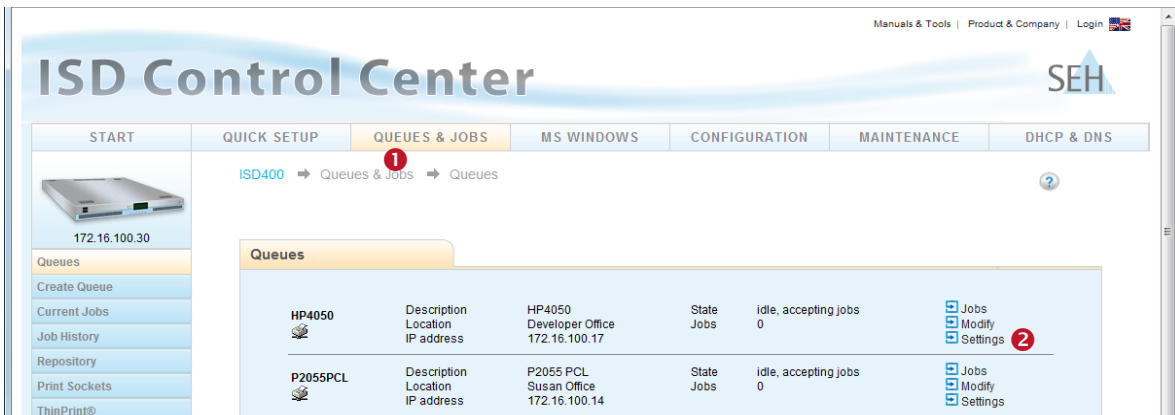 Manuals & Tools | Product & Company | Login
ISD Control Center
SEH
START QUICK SETUP QUEUES & JOBS MS WINDOWS CONFIGURATION MAINTENANCE DHCP & DNS
1
ISD400 ➔ Queues & Jobs ➔ Queues
?
172.16.100.30
Queues
Create Queue
Current Jobs
Job History
Repository
Print Sockets
ThinPrint®
Queues
HP4050 Description HP4050 State idle, accepting jobs Jobs
Location Developer Office Jobs 0 Modify
IP address 172.16.100.17 Settings 2
P2055PCL Description P2055 PCL State idle, accepting jobs Jobs
Location Susan Office Jobs 0 Modify
IP address 172.16.100.14 Settings